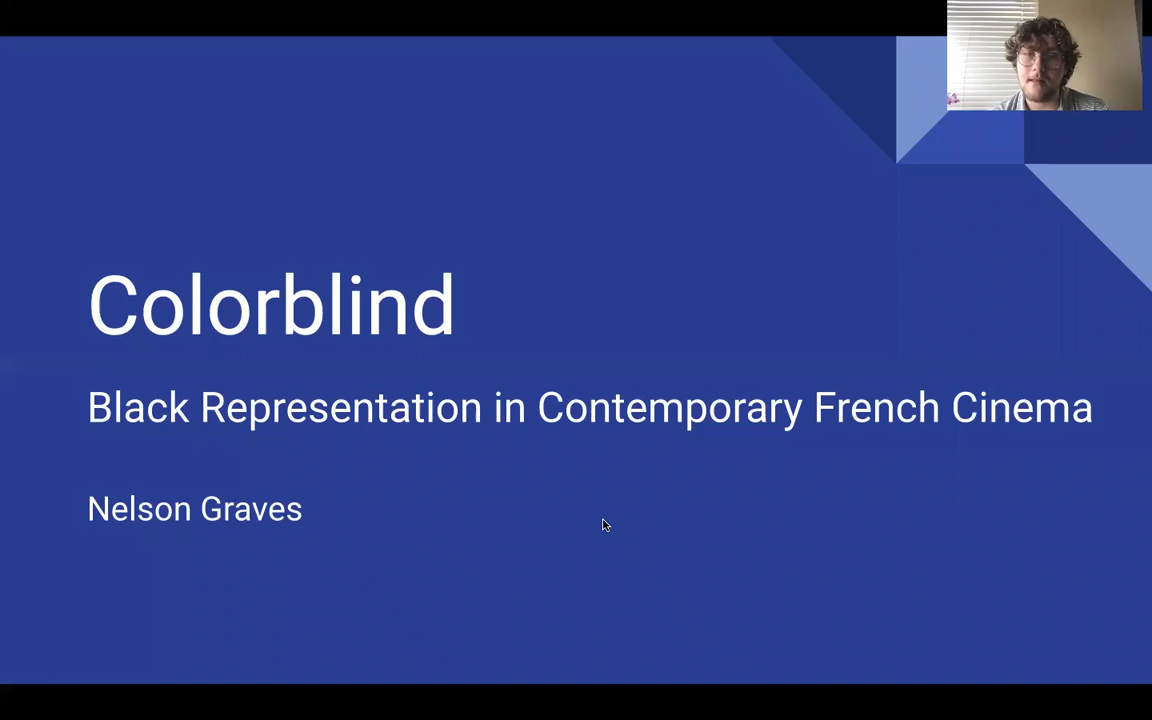 Colorblind
Black Representation in Contemporary French Cinema
Nelson Graves